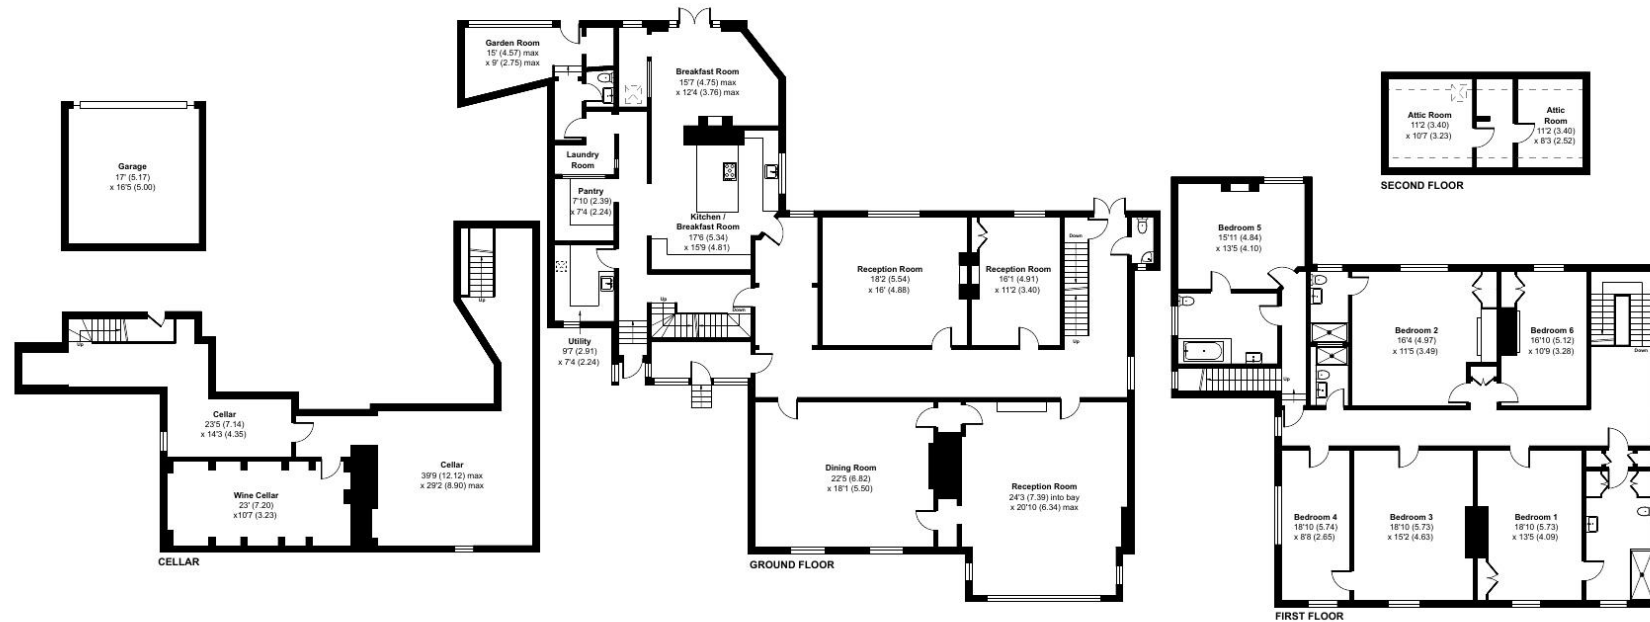 Garage
17' (5.17)
x 16'5 (5.00)
Up
Up
Cellar
23'5 (7.14)
x 14'3 (4.35)
Wine Cellar
23' (7.20)
x10'7 (3.23)
Cellar
39'9 (12.12) max
x 29'2 (8.90) max
CELLAR
Garden Room
15' (4.57) max
x 9' (2.75) max
Breakfast Room
15'7 (4.75) max
x 12'4 (3.76) max
Laundry
Room
Pantry
7'10 (2.39)
x 7'4 (2.24)
Kitchen /
Breakfast Room
17'6 (5.34)
x 15'9 (4.81)
Up
Down
Utility
9'7 (2.91)
x 7'4 (2.24)
Reception Room
18'2 (5.54)
x 16' (4.88)
Reception Room
16'1 (4.91)
x 11'2 (3.40)
Down
Up
Dining Room
22'5 (6.82)
x 18'1 (5.50)
Reception Room
24'3 (7.39) into bay
x 20'10 (6.34) max
GROUND FLOOR
Attic Room
11'2 (3.40)
x 10'7 (3.23)
Attic
Room
11'2 (3.40)
x 8'3 (2.52)
SECOND FLOOR
Bedroom 5
15'11 (4.84)
x 13'5 (4.10)
Up
Bedroom 2
16'4 (4.97)
x 11'5 (3.49)
Bedroom 6
16'10 (5.12)
x 10'9 (3.28)
Down
Bedroom 4
18'10 (5.74)
x 8'8 (2.65)
Bedroom 3
18'10 (5.73)
x 15'2 (4.63)
Bedroom 1
18'10 (5.73)
x 13'5 (4.09)
FIRST FLOOR